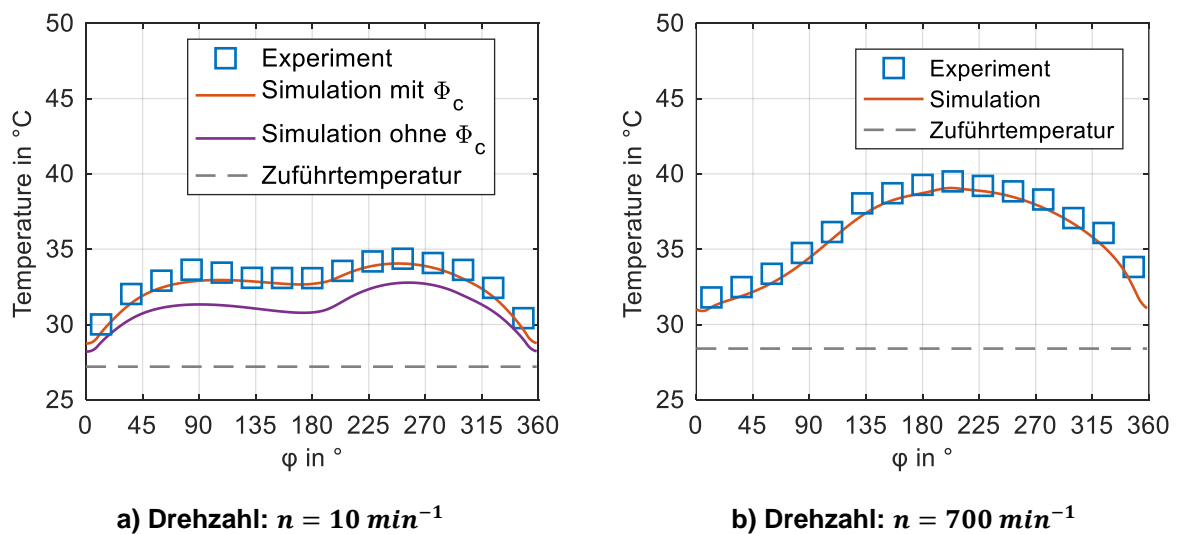 50
45
40
35
30
25
Temperature in °C
Experiment
Simulation mit Φc
Simulation ohne Φc
Zuführtemperatur
0 45 90 135 180 225 270 315 360
φ in °
a) Drehzahl: n = 10 min⁻¹
50
45
40
35
30
25
Temperature in °C
Experiment
Simulation
Zuführtemperatur
0 45 90 135 180 225 270 315 360
φ in °
b) Drehzahl: n = 700 min⁻¹